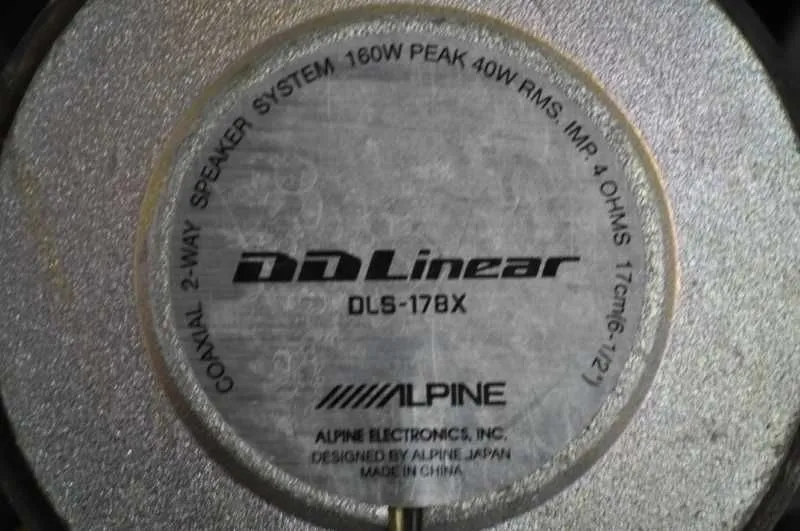 COAXIAL 2-WAY SPEAKER SYSTEM 160W PEAK 40W RMS. IMP. 4 OHMS 17cm(6-1/2")
DDLinear
DLS-178X
ALPINE
ALPINE ELECTRONICS, INC.
DESIGNED BY ALPINE JAPAN
MADE IN CHINA